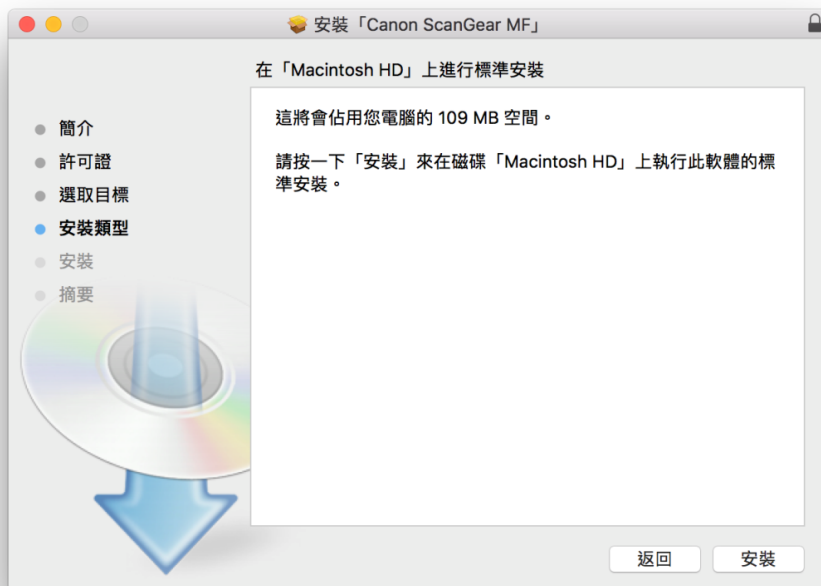 安裝「Canon ScanGear MF」
在「Macintosh HD」上進行標準安裝
簡介
許可證
選取目標
安裝類型
安裝
摘要
這將會佔用您電腦的 109 MB 空間。
請按一下「安裝」來在磁碟「Macintosh HD」上執行此軟體的標
準安裝。
返回
安裝